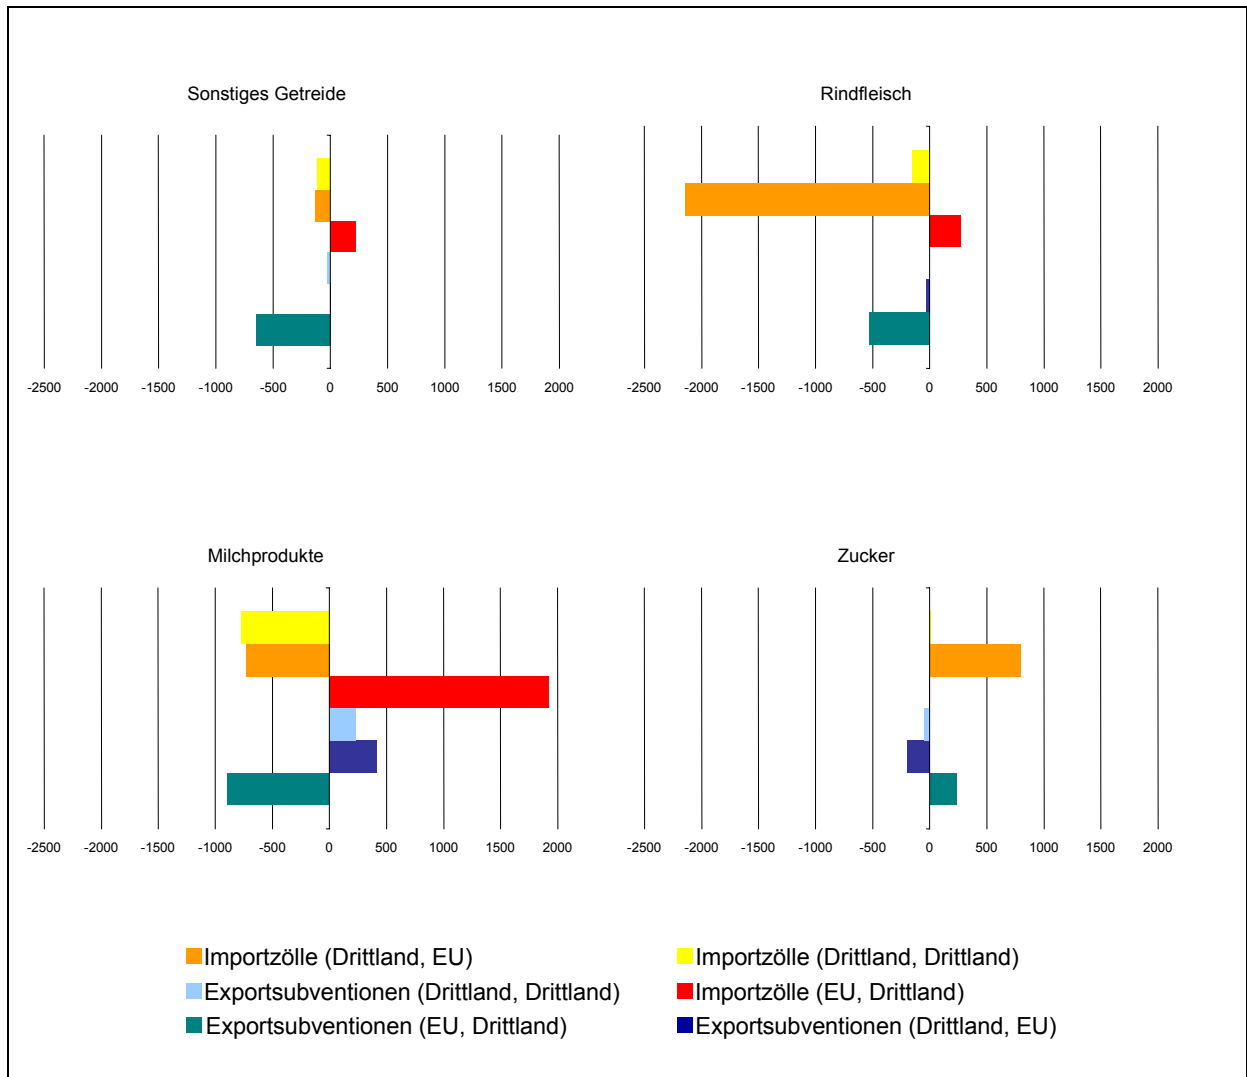 Sonstiges Getreide
Rindfleisch
-2500 -2000 -1500 -1000 -500 0 500 1000 1500 2000
-2500 -2000 -1500 -1000 -500 0 500 1000 1500 2000
Milchprodukte
Zucker
-2500 -2000 -1500 -1000 -500 0 500 1000 1500 2000
-2500 -2000 -1500 -1000 -500 0 500 1000 1500 2000
Importzölle (Drittland, EU)
Importzölle (Drittland, Drittland)
Exportsubventionen (Drittland, Drittland)
Importzölle (EU, Drittland)
Exportsubventionen (EU, Drittland)
Exportsubventionen (Drittland, EU)